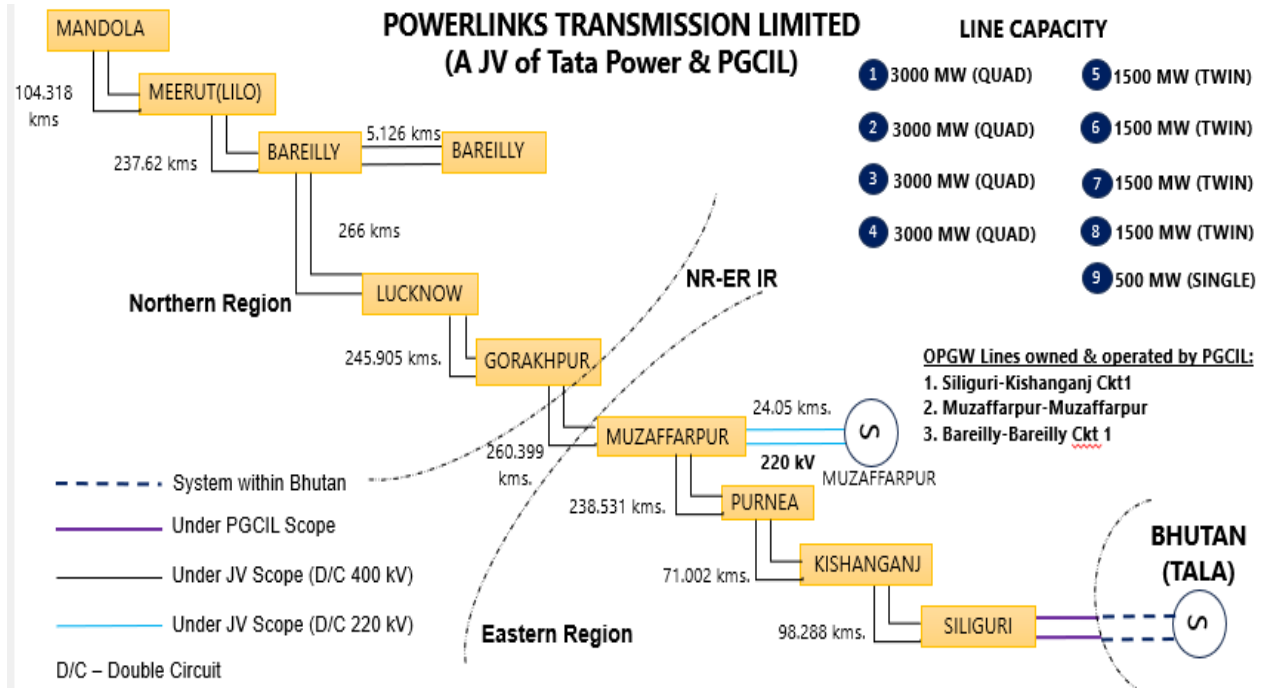 POWERLINKS TRANSMISSION LIMITED
(A JV of Tata Power & PGCIL)
LINE CAPACITY
1 3000 MW (QUAD)
2 3000 MW (QUAD)
3 3000 MW (QUAD)
4 3000 MW (QUAD)
5 1500 MW (TWIN)
6 1500 MW (TWIN)
7 1500 MW (TWIN)
8 1500 MW (TWIN)
9 500 MW (SINGLE)
MANDOLA
104.318
kms
MEERUT(LILO)
237.62 kms
BAREILLY
5.126 kms
BAREILLY
266 kms
Northern Region
LUCKNOW
NR-ER IR
245.905 kms.
GORAKHPUR
260.399
kms.
MUZAFFARPUR
24.05 kms.
220 kV
S
MUZAFFARPUR
OPGW Lines owned & operated by PGCIL:
1. Siliguri-Kishanganj Ckt1
2. Muzaffarpur-Muzaffarpur
3. Bareilly-Bareilly Ckt 1
238.531 kms.
PURNEA
71.002 kms.
KISHANGANJ
98.288 kms.
SILIGURI
BHUTAN
(TALA)
S
Eastern Region
System within Bhutan
Under PGCIL Scope
Under JV Scope (D/C 400 kV)
Under JV Scope (D/C 220 kV)
D/C – Double Circuit